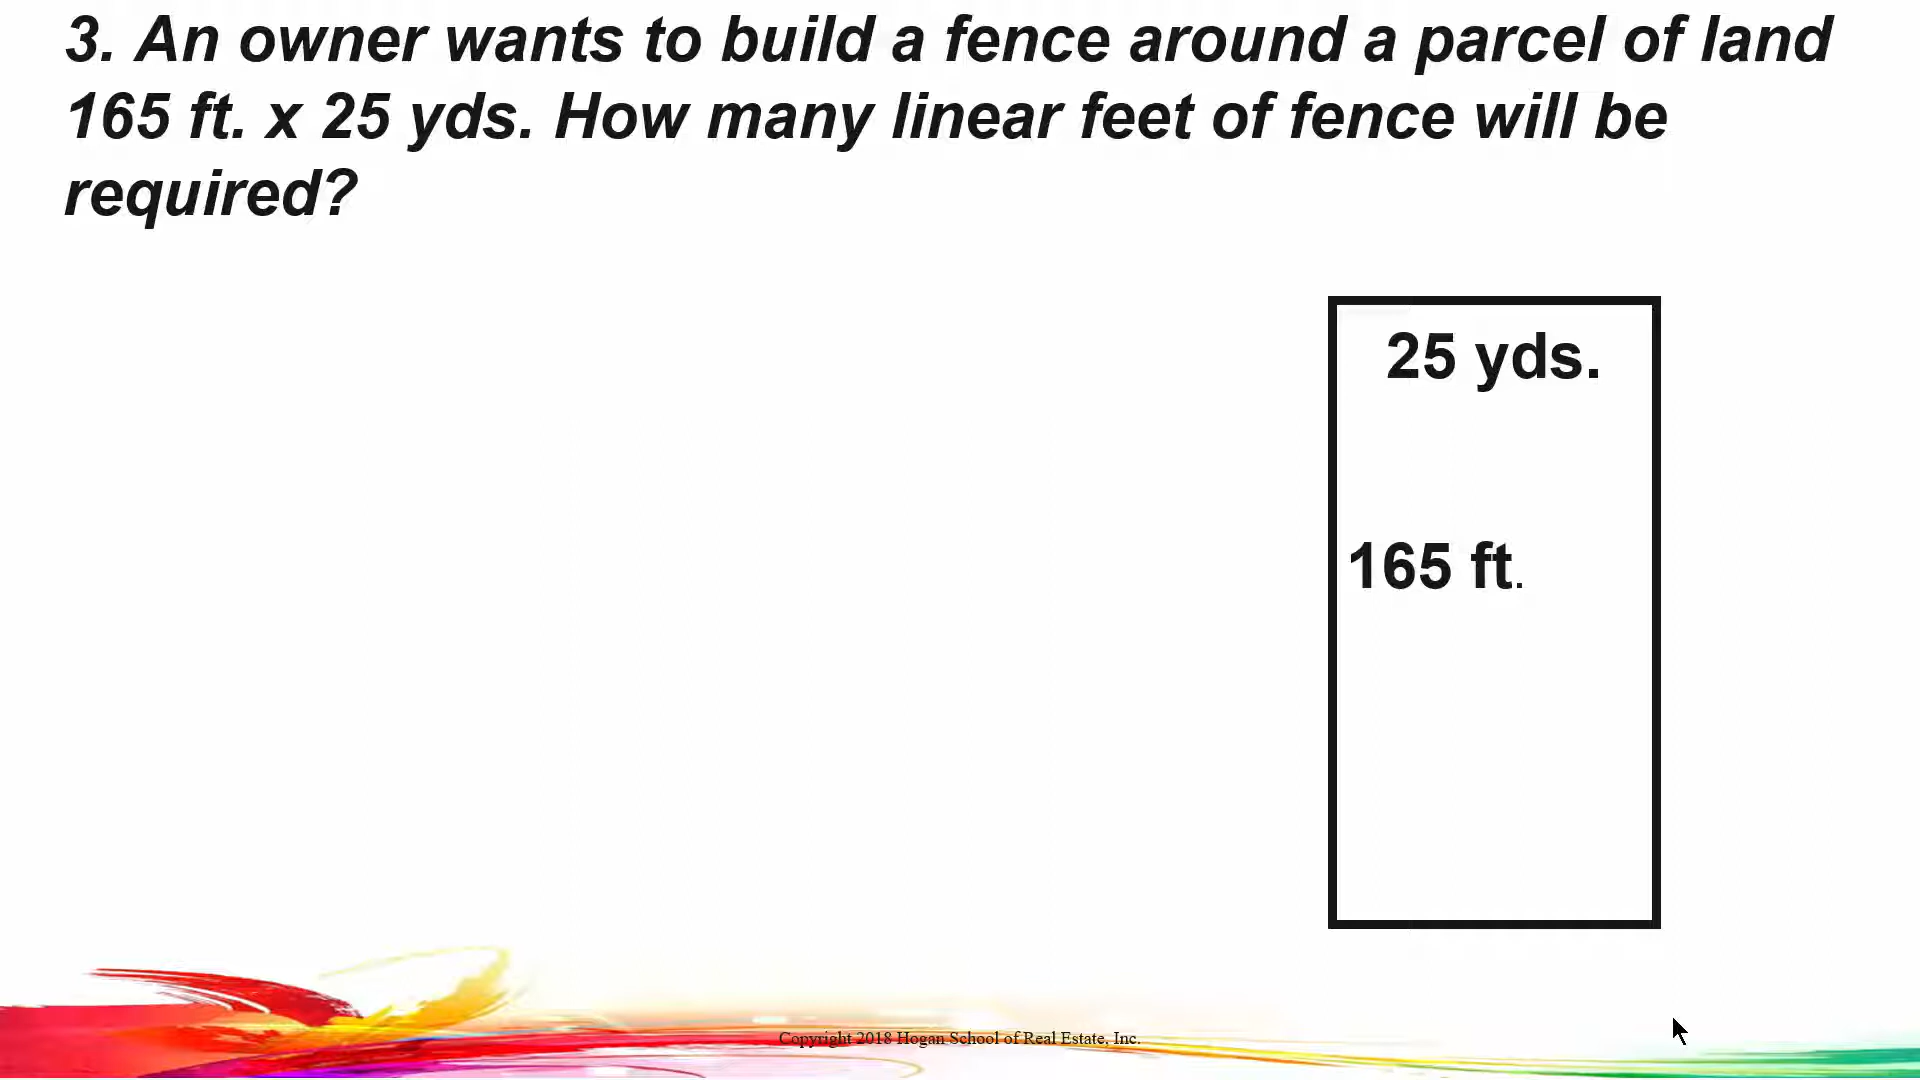 3. An owner wants to build a fence around a parcel of land
165 ft. x 25 yds. How many linear feet of fence will be
required?
25 yds.
165 ft.
Copyright 2018 Hogan School of Real Estate, Inc.